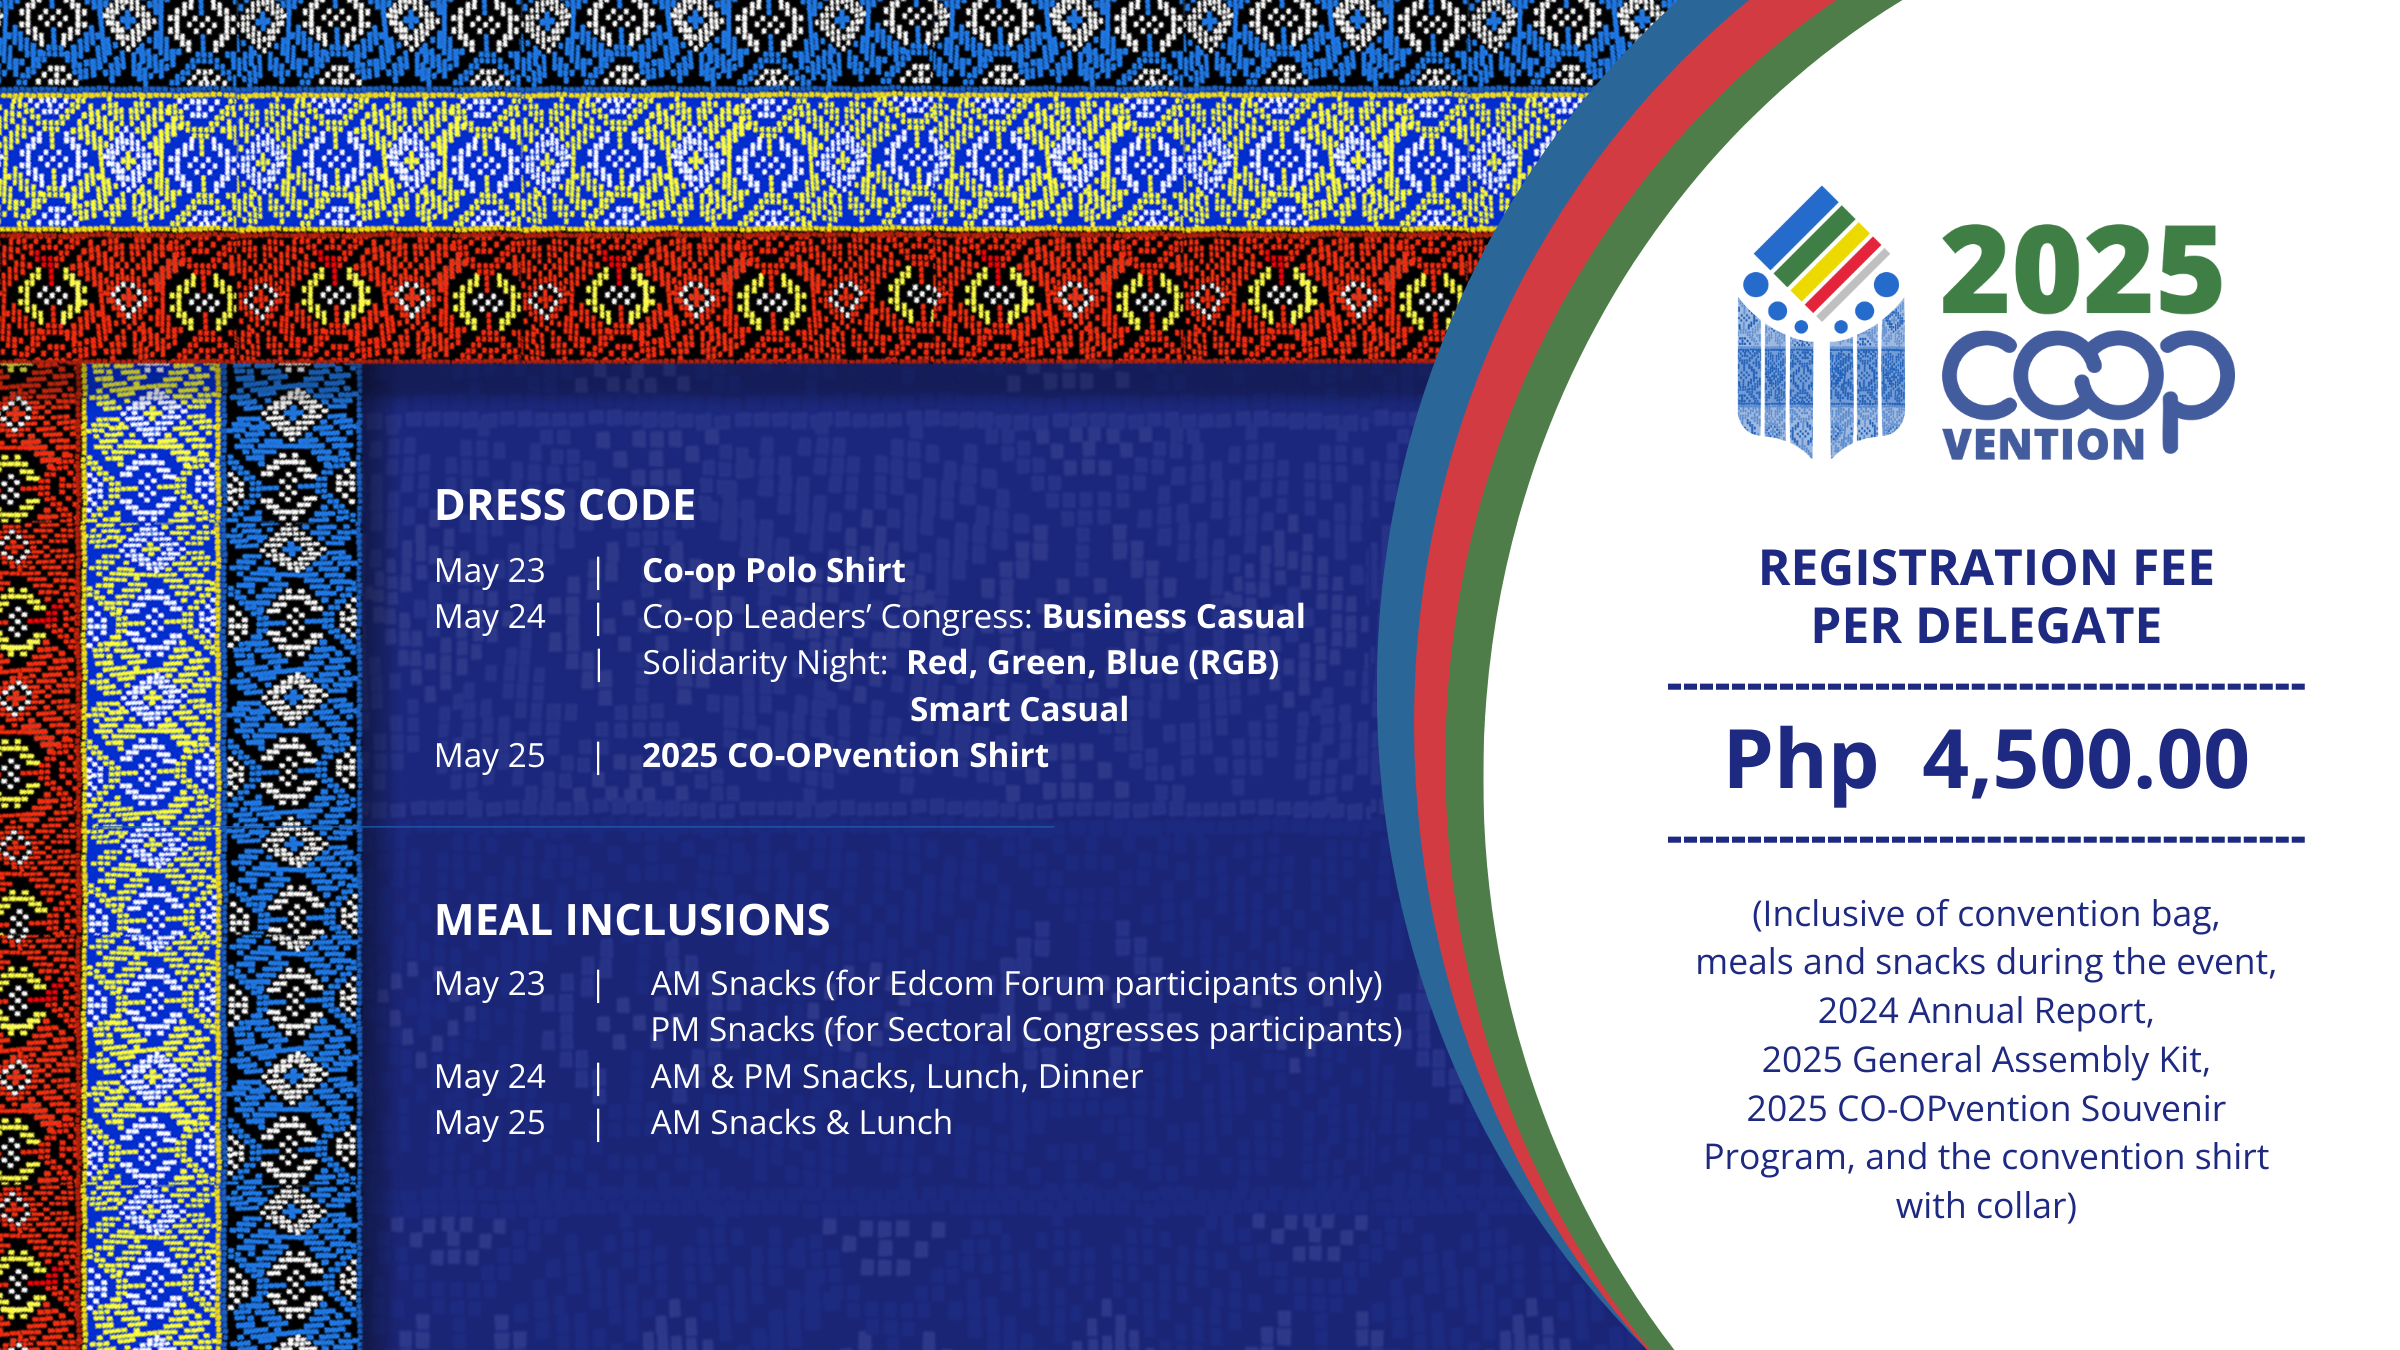 DRESS CODE
May 23 | Co-op Polo Shirt
May 24 | Co-op Leaders’ Congress: Business Casual
| Solidarity Night: Red, Green, Blue (RGB)
Smart Casual
May 25 | 2025 CO-OPvention Shirt
MEAL INCLUSIONS
May 23 | AM Snacks (for Edcom Forum participants only)
PM Snacks (for Sectoral Congresses participants)
May 24 | AM & PM Snacks, Lunch, Dinner
May 25 | AM Snacks & Lunch
2025
coop
VENTION
REGISTRATION FEE
PER DELEGATE
----------------------------------------
Php 4,500.00
----------------------------------------
(Inclusive of convention bag,
meals and snacks during the event,
2024 Annual Report,
2025 General Assembly Kit,
2025 CO-OPvention Souvenir
Program, and the convention shirt
with collar)